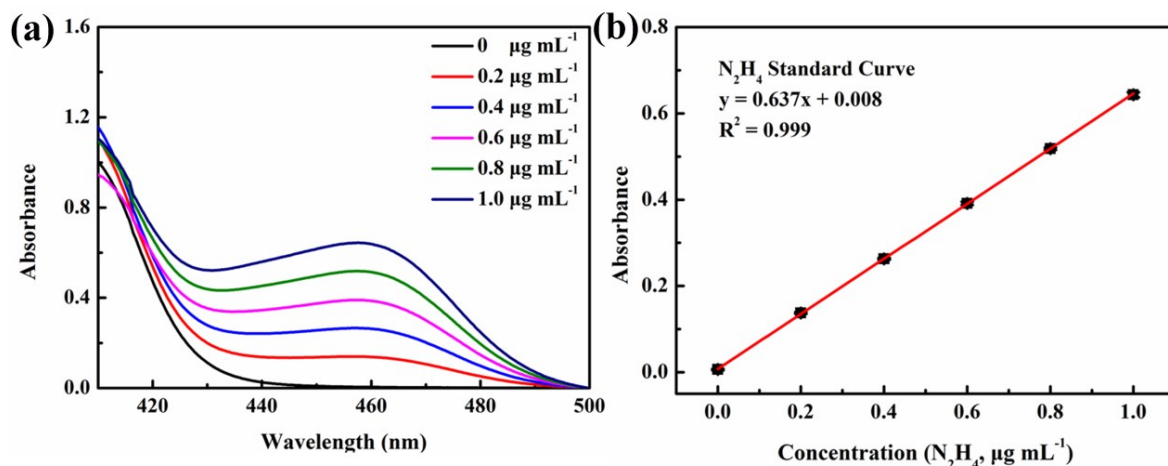 (a)
1.6
1.2
0.8
0.4
0.0
Absorbance
420
440
460
480
500
Wavelength (nm)
0 μg mL⁻¹
0.2 μg mL⁻¹
0.4 μg mL⁻¹
0.6 μg mL⁻¹
0.8 μg mL⁻¹
1.0 μg mL⁻¹
(b)
0.8
0.6
0.4
0.2
0.0
Absorbance
N₂H₄ Standard Curve
y = 0.637x + 0.008
R² = 0.999
0.0
0.2
0.4
0.6
0.8
1.0
Concentration (N₂H₄, μg mL⁻¹)